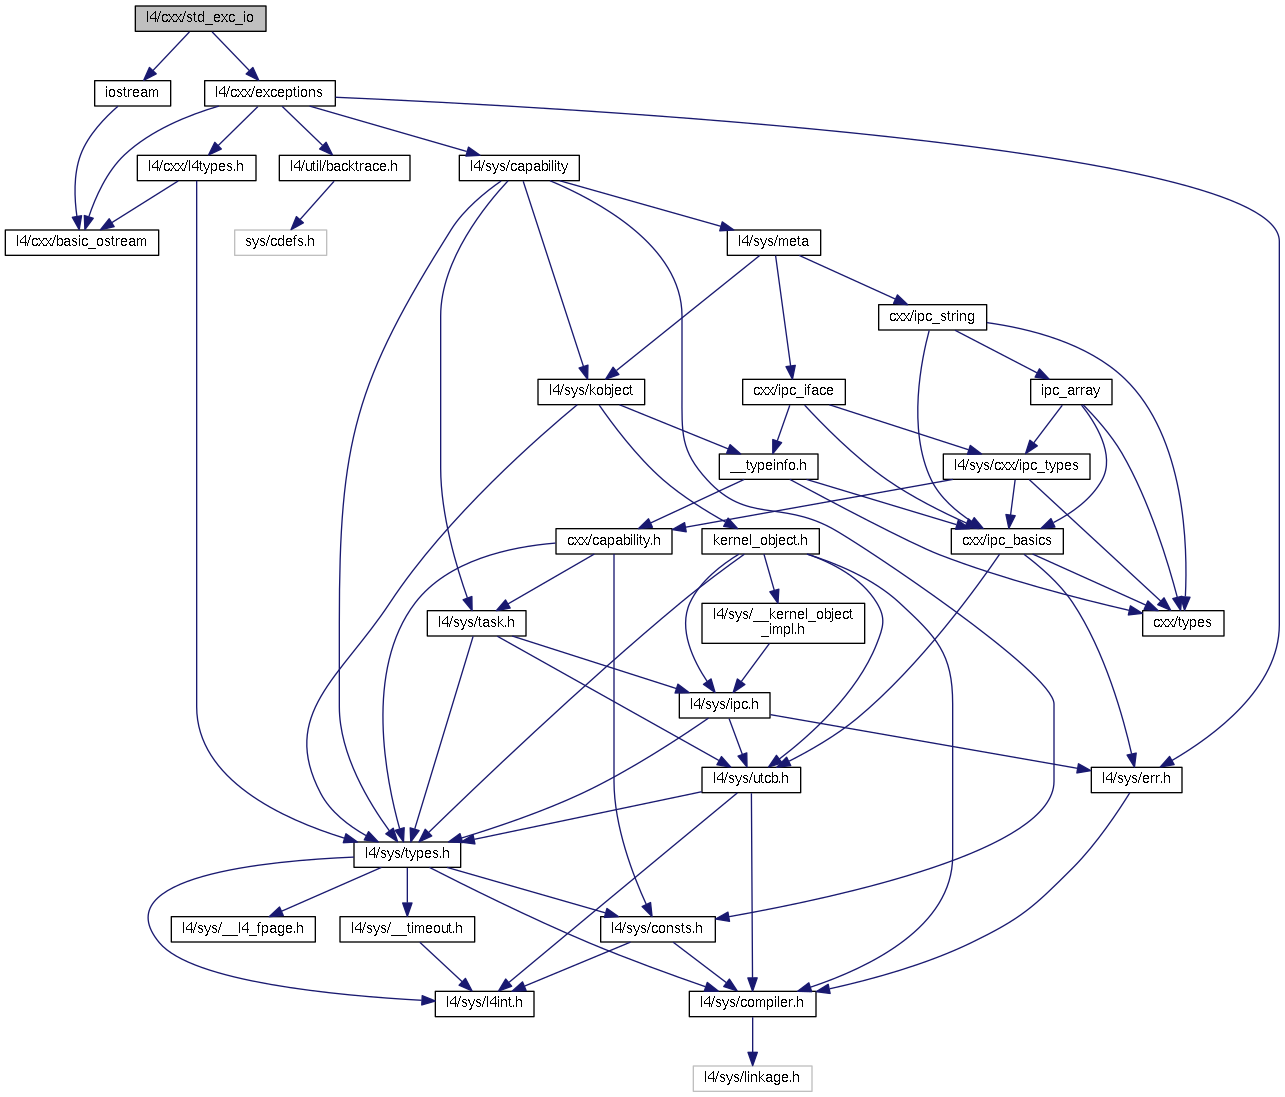 l4/cxx/std_exc_io
iostream
l4/cxx/exceptions
l4/cxx/l4types.h
l4/util/backtrace.h
l4/sys/capability
l4/cxx/basic_ostream
sys/cdefs.h
l4/sys/meta
cxx/ipc_string
l4/sys/kobject
cxx/ipc_iface
ipc_array
__typeinfo.h
l4/sys/cxx/ipc_types
cxx/capability.h
kernel_object.h
cxx/ipc_basics
l4/sys/task.h
l4/sys/__kernel_object
_impl.h
cxx/types
l4/sys/ipc.h
l4/sys/utcb.h
l4/sys/err.h
l4/sys/types.h
l4/sys/__l4_fpage.h
l4/sys/__timeout.h
l4/sys/consts.h
l4/sys/l4int.h
l4/sys/compiler.h
l4/sys/linkage.h